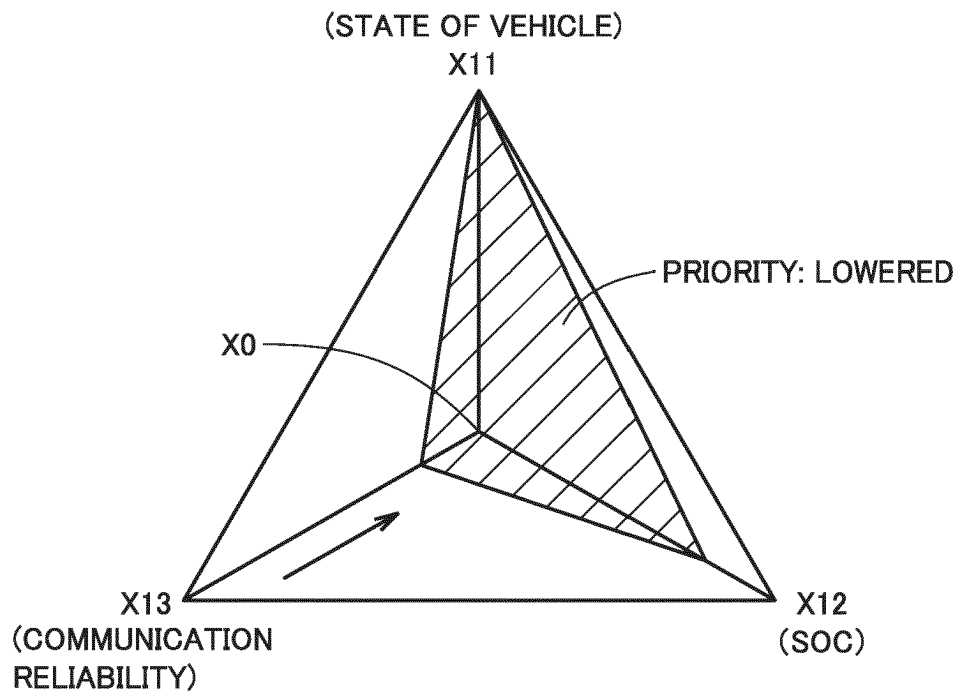 (STATE OF VEHICLE)
X11
PRIORITY: LOWERED
X0
X13
(COMMUNICATION
RELIABILITY)
X12
(SOC)